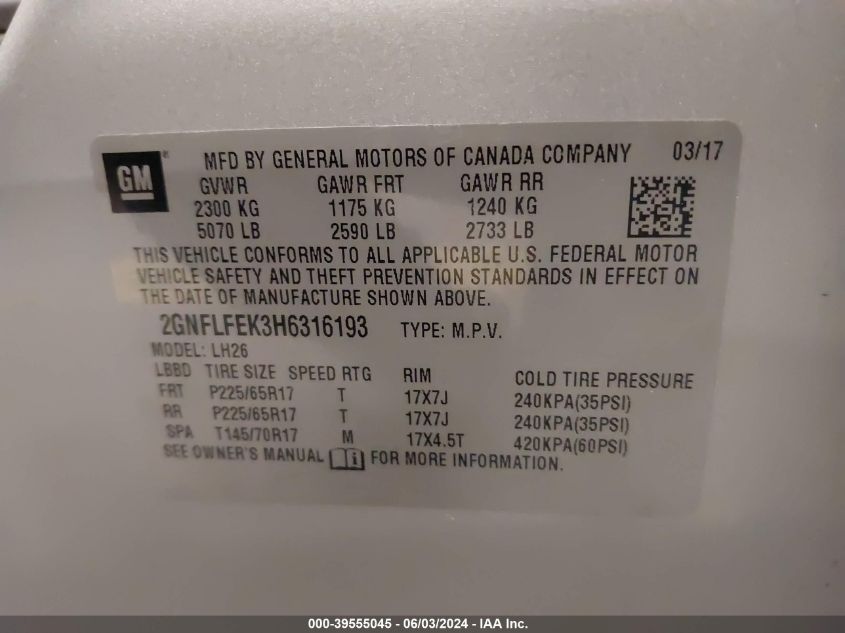 GM ® MFD BY GENERAL MOTORS OF CANADA COMPANY 03/17
GVWR GAWR FRT GAWR RR
2300 KG 1175 KG 1240 KG
5070 LB 2590 LB 2733 LB
THIS VEHICLE CONFORMS TO ALL APPLICABLE U.S. FEDERAL MOTOR
VEHICLE SAFETY AND THEFT PREVENTION STANDARDS IN EFFECT ON
THE DATE OF MANUFACTURE SHOWN ABOVE.
2GNFLFEK3H6316193 TYPE: M.P.V.
MODEL: LH26
LBBD TIRE SIZE SPEED RTG RIM COLD TIRE PRESSURE
FRT P225/65R17 T 17X7J 240KPA(35PSI)
RR P225/65R17 T 17X7J 240KPA(35PSI)
SPA T145/70R17 M 17X4.5T 420KPA(60PSI)
SEE OWNER'S MANUAL i FOR MORE INFORMATION.
000-39555045 - 06/03/2024 - IAA Inc.